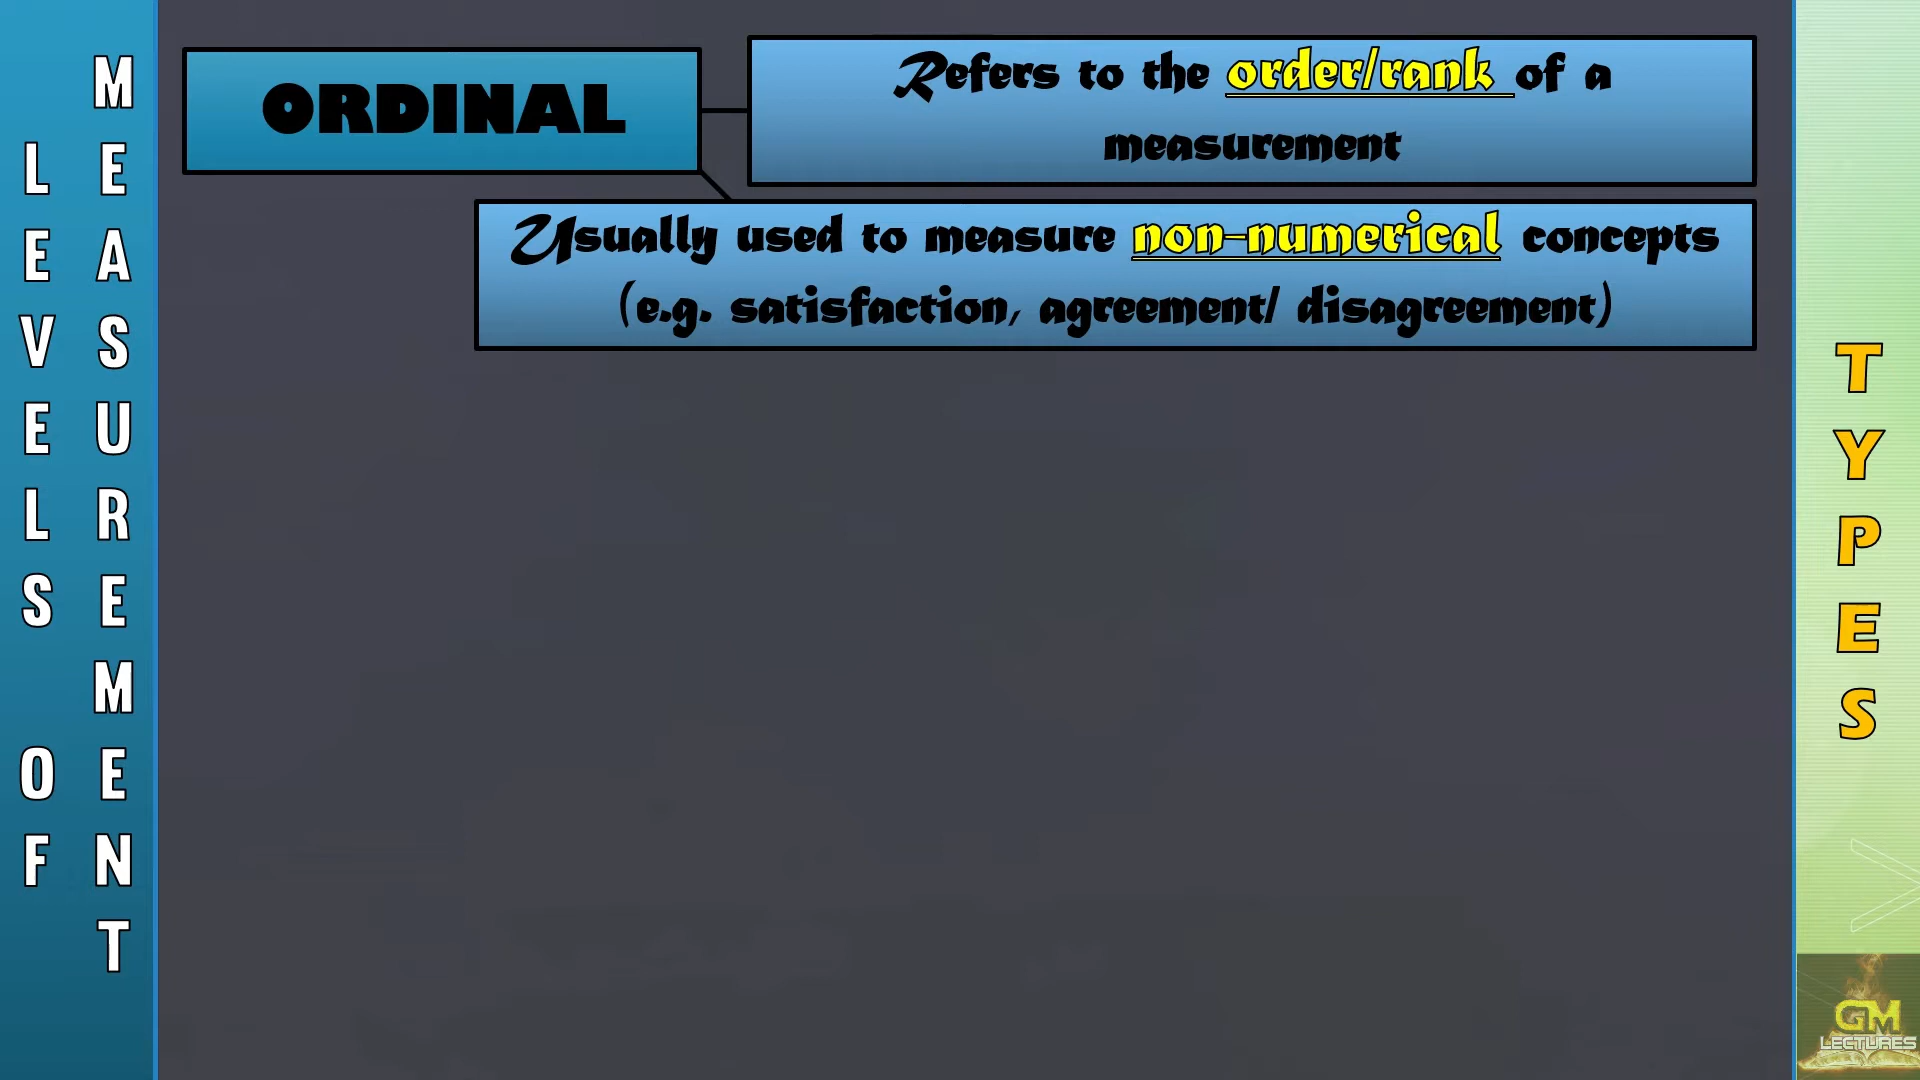 LEVELS OF
MEASUREMENT
ORDINAL
Refers to the order/rank of a
measurement
Usually used to measure non-numerical concepts
(e.g. satisfaction, agreement/ disagreement)
TYPES
GM
LECTURES